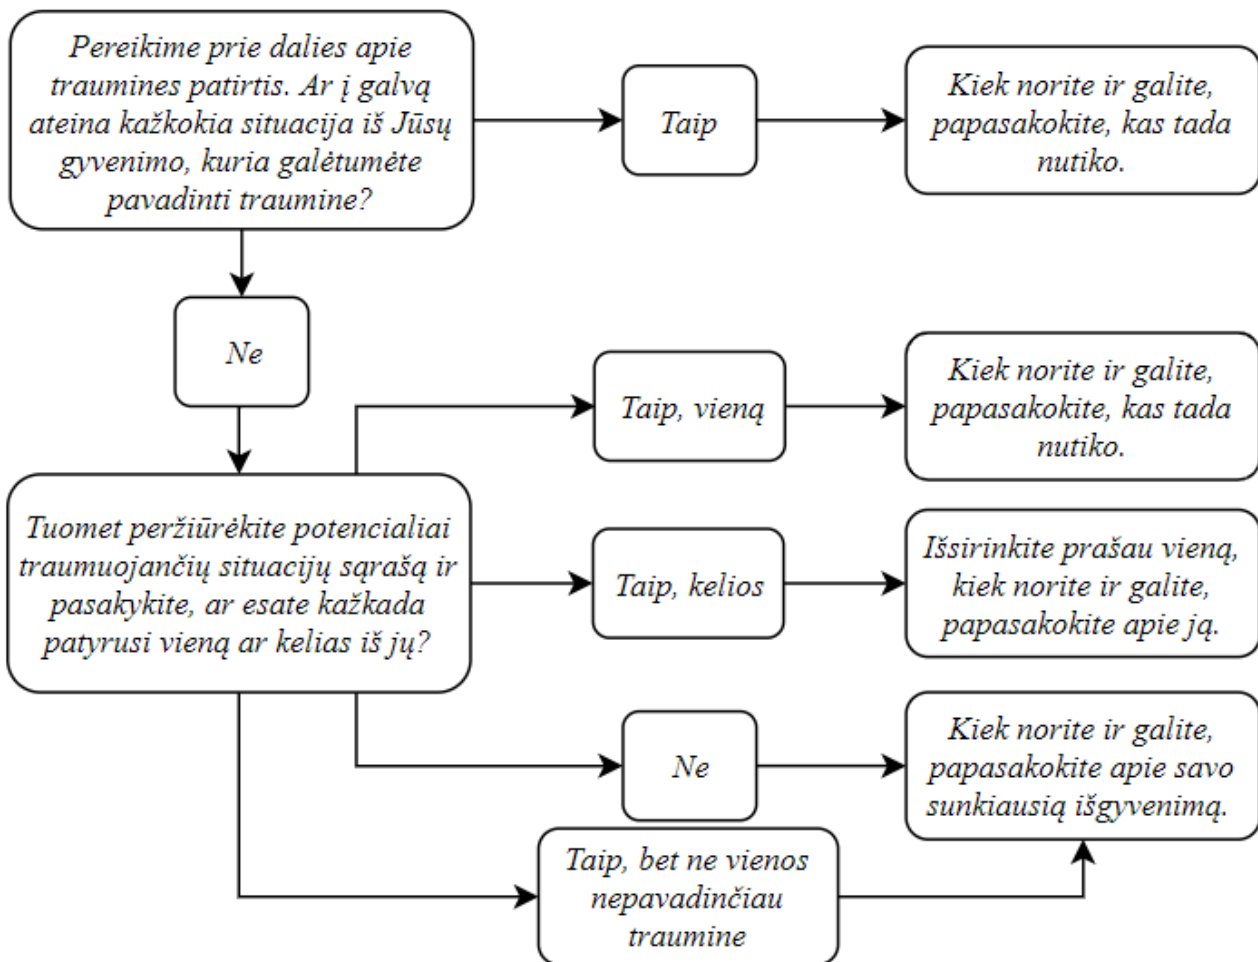 Pereikime prie dalies apie
traumines patirtis. Ar į galvą
ateina kažkokia situacija iš Jūsų
gyvenimo, kuria galėtumėte
pavadinti traumine?
Taip
Kiek norite ir galite,
papasakokite, kas tada
nutiko.
Ne
Taip, vieną
Kiek norite ir galite,
papasakokite, kas tada
nutiko.
Tuomet peržiūrėkite potencialiai
traumuojančių situacijų sąrašą ir
pasakykite, ar esate kažkada
patyrusi vieną ar kelias iš jų?
Taip, kelios
Išsirinkite prašau vieną,
kiek norite ir galite,
papasakokite apie ją.
Ne
Kiek norite ir galite,
papasakokite apie savo
sunkiausią išgyvenimą.
Taip, bet ne vienos
nepavadinčiau
traumine